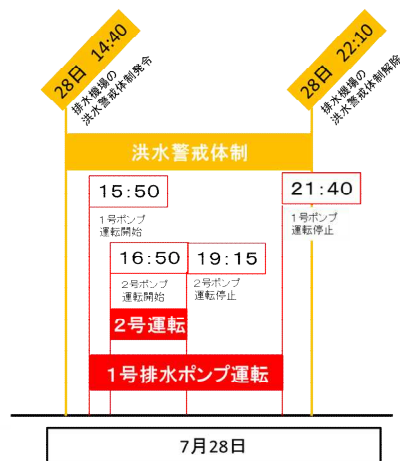 28日 14:40
排水機場の
洪水警戒体制発令
28日 22:10
排水機場の
洪水警戒体制解除
洪水警戒体制
15:50
1号ポンプ
運転開始
21:40
1号ポンプ
運転停止
16:50
2号ポンプ
運転開始
19:15
2号ポンプ
運転停止
2号運転
1号排水ポンプ運転
7月28日